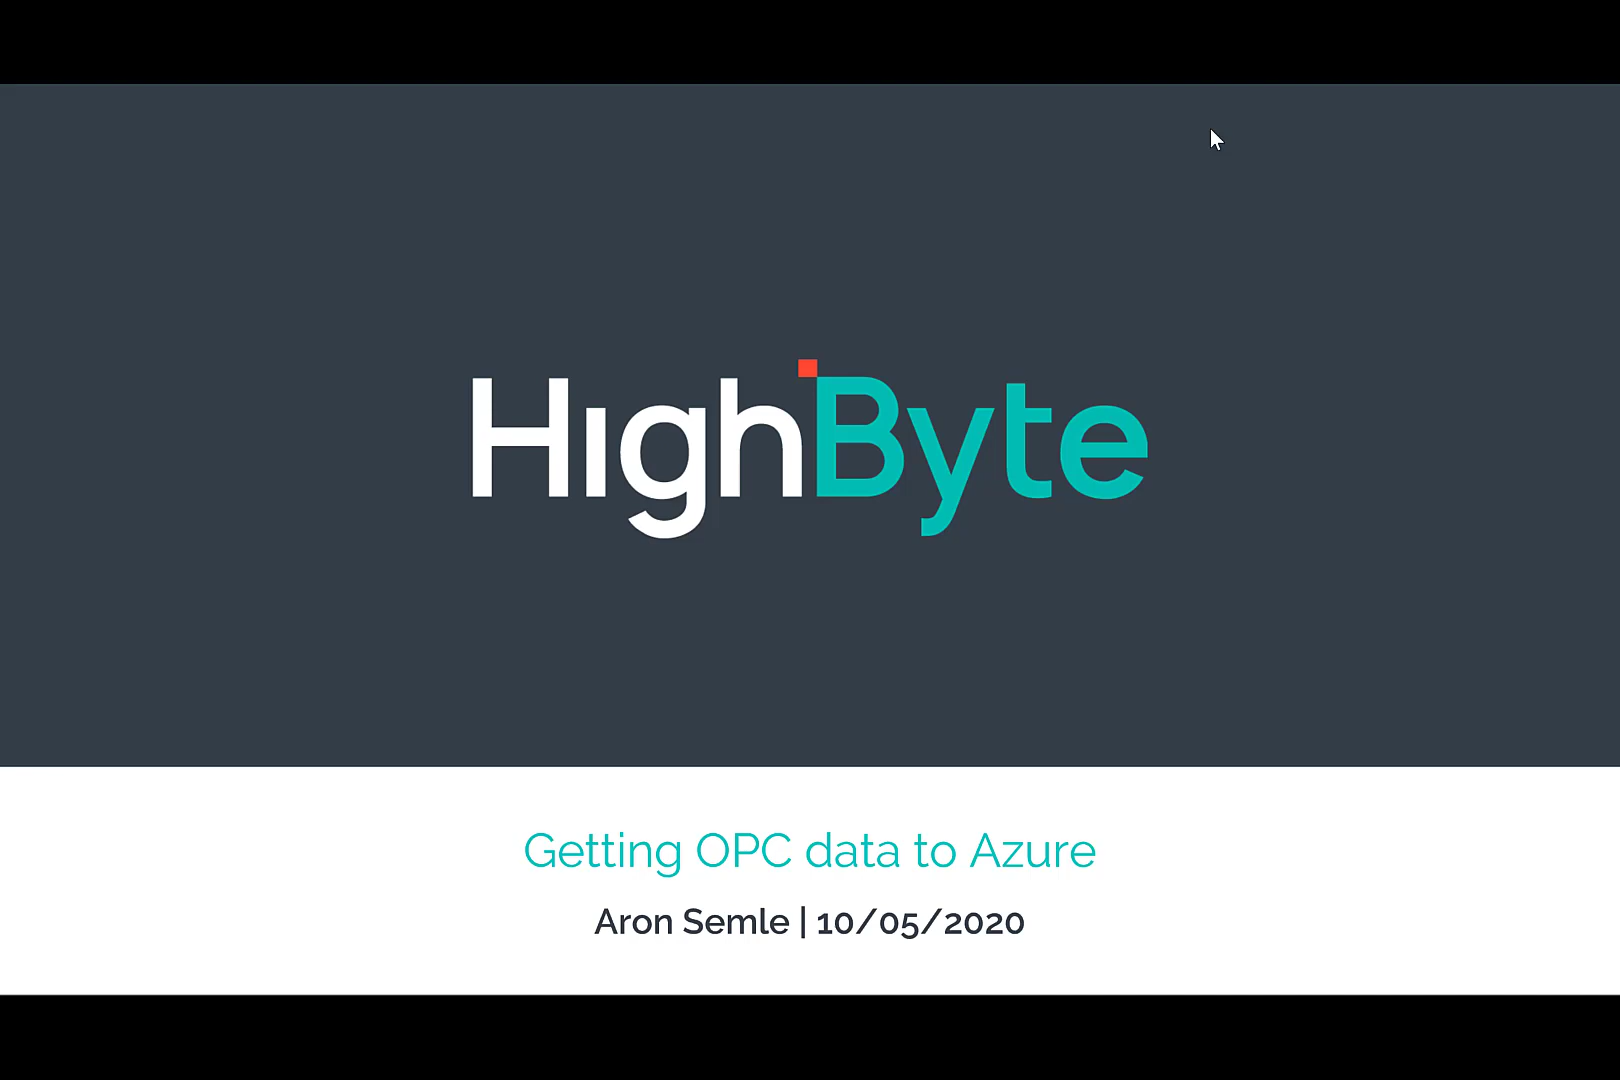 HighByte
Getting OPC data to Azure
Aron Semle | 10/05/2020